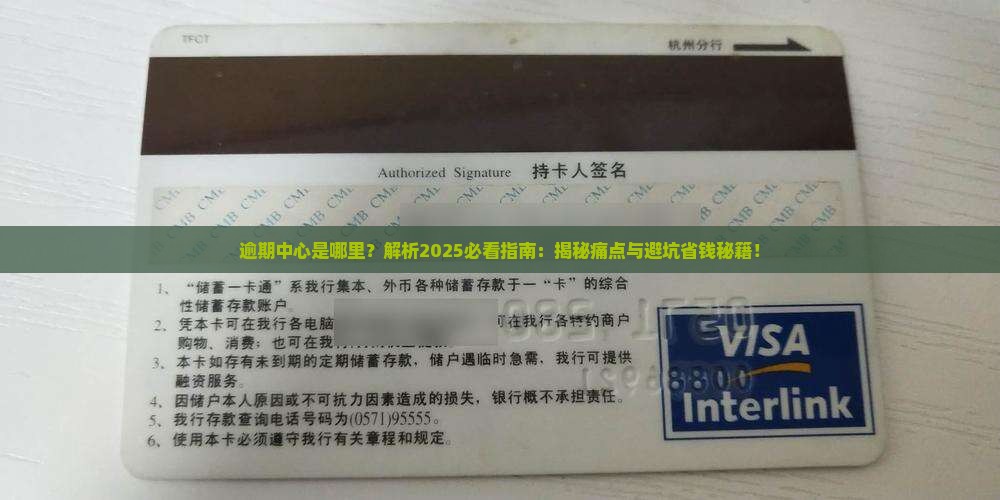 TFCT
杭州分行
Authorized Signature 持卡人签名
逾期中心是哪里？解析2025必看指南：揭秘痛点与避坑省钱秘籍！
1、“储蓄一卡通”系我行集本、外币各种储蓄存款于一“卡”的综合
性储蓄存款账户
2、凭本卡可在我行各电脑 可在我行各特约商户
购物、消费；也可在我
3、本卡如存有未到期的定期储蓄存款，储户遇临时急需，我行可提供
融资服务。
4、因储户本人原因或不可抗力因素造成的损失，银行概不承担责任。
5、我行存款查询电话号码为(0571)95555。
6、使用本卡必须遵守我行有关章程和规定。
VISA
Interlink